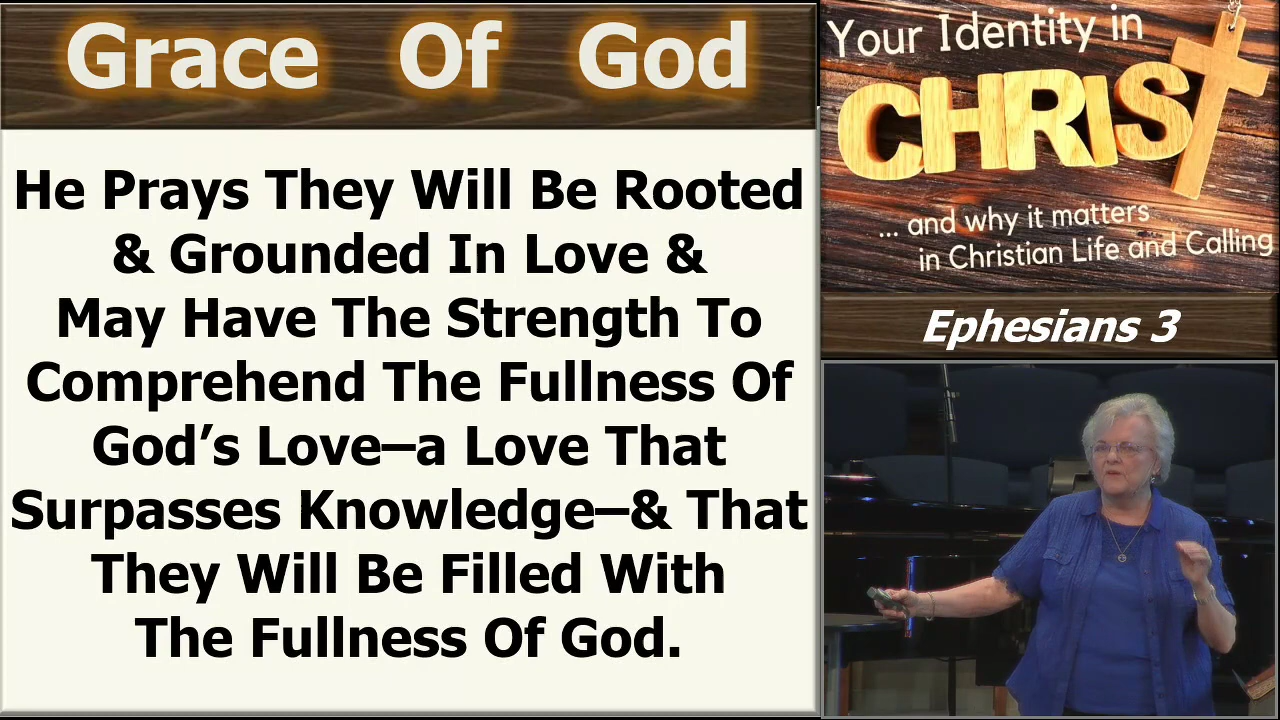 Grace Of God
He Prays They Will Be Rooted
& Grounded In Love &
May Have The Strength To
Comprehend The Fullness Of
God’s Love–a Love That
Surpasses Knowledge–& That
They Will Be Filled With
The Fullness Of God.
Your Identity in
CHRIST
... and why it matters
in Christian Life and Calling
Ephesians 3